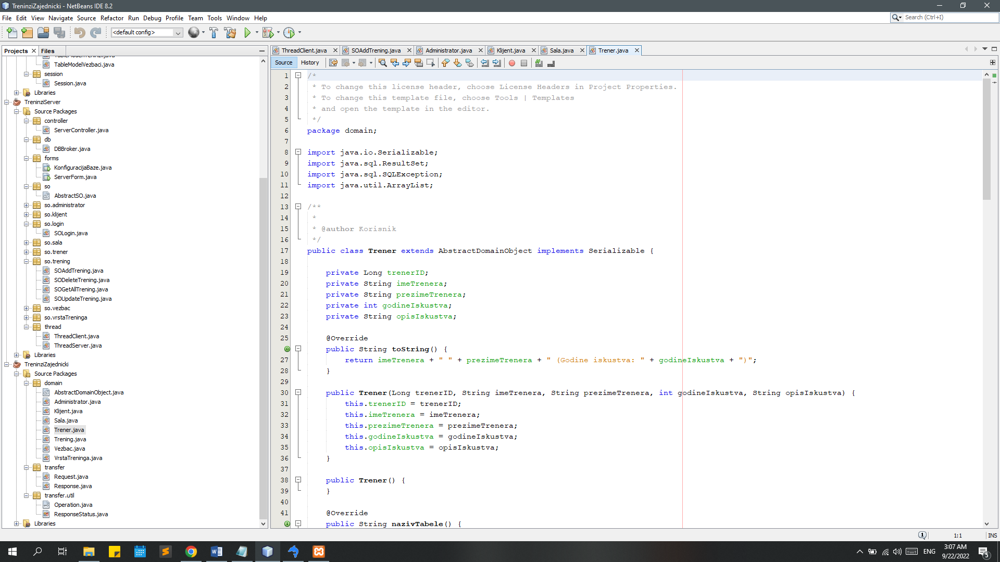 TreninziZajednicki - NetBeans IDE 8.2
File Edit View Navigate Source Refactor Run Debug Profile Team Tools Window Help
Search (Ctrl+I)
<default config>
Projects Files
TableModelTreninzi.java
TableModelVezbaci.java
session
Session.java
Libraries
TreninziServer
Source Packages
controller
ServerController.java
db
DBBroker.java
forms
KonfiguracijaBaze.java
ServerForm.java
so
AbstractSO.java
so.administrator
so.klijent
so.login
SOLogin.java
so.sala
so.trener
so.trening
SOAddTrening.java
SODeleteTrening.java
SOGetAllTrening.java
SOUpdateTrening.java
so.vezbac
so.vrstaTreninga
thread
ThreadClient.java
ThreadServer.java
Libraries
TreninziZajednicki
Source Packages
domain
AbstractDomainObject.java
Administrator.java
Klijent.java
Sala.java
Trener.java
Trening.java
Vezbac.java
VrstaTreninga.java
transfer
Request.java
Response.java
transfer.util
Operation.java
ResponseStatus.java
Libraries
ThreadClient.java SOAddTrening.java Administrator.java Klijent.java Sala.java Trener.java
Source History
1 /*
2 * To change this license header, choose License Headers in Project Properties.
3 * To change this template file, choose Tools | Templates
4 * and open the template in the editor.
5 */
6 package domain;
7
8 import java.io.Serializable;
9 import java.sql.ResultSet;
10 import java.sql.SQLException;
11 import java.util.ArrayList;
12
13 /**
14 *
15 * @author Korisnik
16 */
17 public class Trener extends AbstractDomainObject implements Serializable {
18
19 private Long trenerID;
20 private String imeTrenera;
21 private String prezimeTrenera;
22 private int godineIskustva;
23 private String opisIskustva;
24
25 @Override
public String toString() {
27 return imeTrenera + " " + prezimeTrenera + " (Godine iskustva: " + godineIskustva + ")";
28 }
29
30 public Trener(Long trenerID, String imeTrenera, String prezimeTrenera, int godineIskustva, String opisIskustva) {
31 this.trenerID = trenerID;
32 this.imeTrenera = imeTrenera;
33 this.prezimeTrenera = prezimeTrenera;
34 this.godineIskustva = godineIskustva;
35 this.opisIskustva = opisIskustva;
36 }
37
38 public Trener() {
39 }
40
41 @Override
public String nazivTabele() {
1 1:1 INS
ENG 3:07 AM
9/22/2022 5